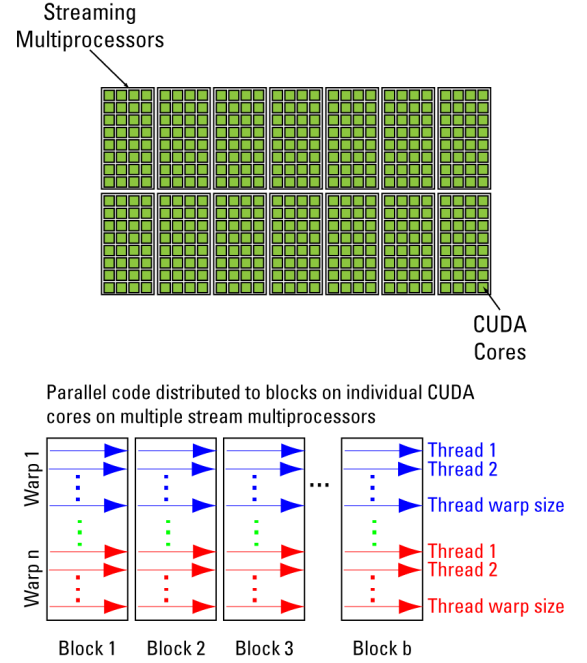 Streaming
Multiprocessors
CUDA
Cores
Parallel code distributed to blocks on individual CUDA
cores on multiple stream multiprocessors
Warp 1
Thread 1
Thread 2
...
Thread warp size
Warp n
Thread 1
Thread 2
Thread warp size
Block 1
Block 2
Block 3
Block b